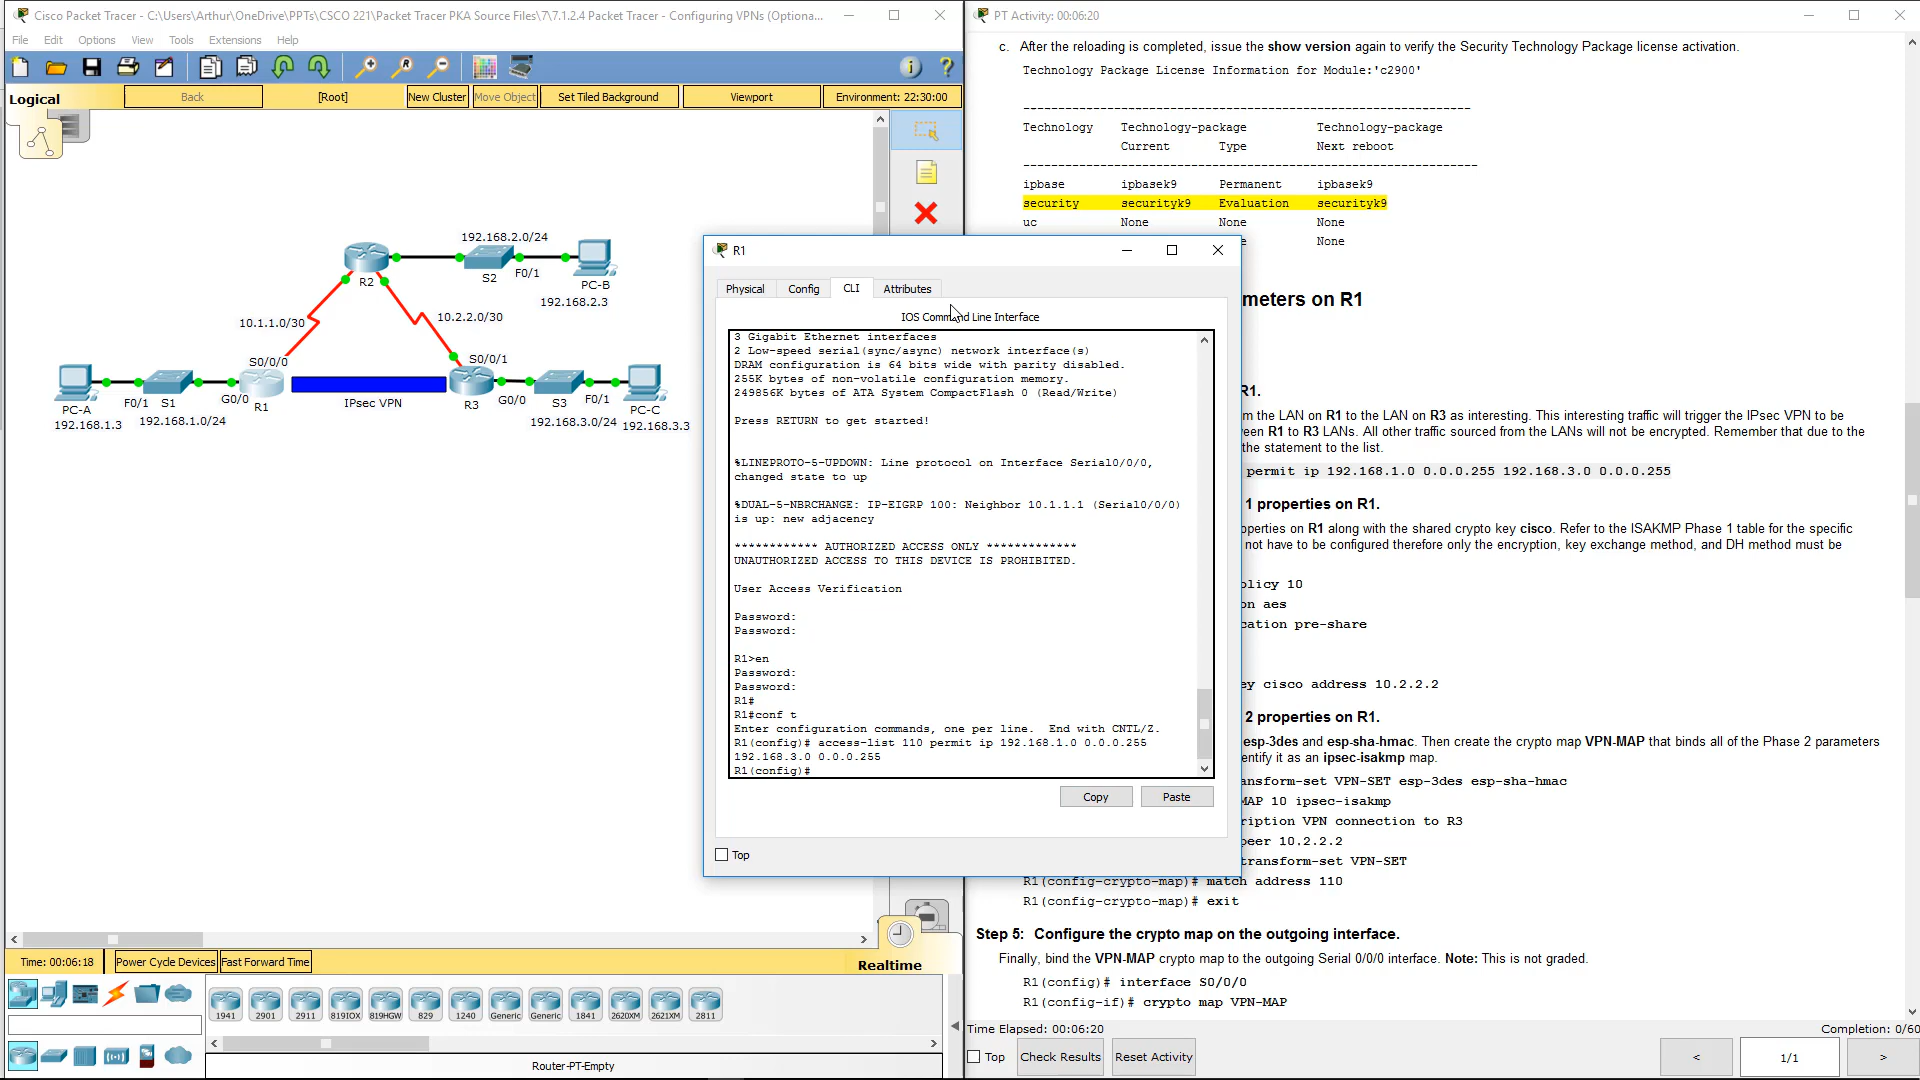 Cisco Packet Tracer - C:\Users\Arthur\OneDrive\PPTs\CSCO 221\Packet Tracer PKA Source Files\7\7.1.2.4 Packet Tracer - Configuring VPNs (Optiona...
File Edit Options View Tools Extensions Help
Logical
Back
[Root]
New Cluster
Move Object
Set Tiled Background
Viewport
Environment: 22:30:00
192.168.2.0/24
S2
F0/1
R2
PC-B
192.168.2.3
10.1.1.0/30
10.2.2.0/30
S0/0/0
S0/0/1
PC-A
192.168.1.3
F0/1
S1
192.168.1.0/24
G0/0
R1
IPsec VPN
R3
G0/0
S3
F0/1
PC-C
192.168.3.0/24
192.168.3.3
Time: 00:06:18
Power Cycle Devices
Fast Forward Time
Realtime
1941
2901
2911
819IOX
819HGW
829
1240
Generic
Generic
1841
2620XM
2621XM
2811
Router-PT-Empty
R1
Physical
Config
CLI
Attributes
IOS Command Line Interface
3 Gigabit Ethernet interfaces
2 Low-speed serial(sync/async) network interface(s)
DRAM configuration is 64 bits wide with parity disabled.
255K bytes of non-volatile configuration memory.
249856K bytes of ATA System CompactFlash 0 (Read/Write)
Press RETURN to get started!
%LINEPROTO-5-UPDOWN: Line protocol on Interface Serial0/0/0,
changed state to up
%DUAL-5-NBRCHANGE: IP-EIGRP 100: Neighbor 10.1.1.1 (Serial0/0/0)
is up: new adjacency
************ AUTHORIZED ACCESS ONLY *************
UNAUTHORIZED ACCESS TO THIS DEVICE IS PROHIBITED.
User Access Verification
Password:
Password:
R1>en
Password:
Password:
R1#
R1#conf t
Enter configuration commands, one per line.  End with CNTL/Z.
R1(config)# access-list 110 permit ip 192.168.1.0 0.0.0.255
192.168.3.0 0.0.0.255
R1(config)#
Copy
Paste
Top
PT Activity: 00:06:20
c. After the reloading is completed, issue the show version again to verify the Security Technology Package license activation.
Technology Package License Information for Module:'c2900'
----------------------------------------------------------------
Technology Technology-package Technology-package
Current Type Next reboot
-----------------------------------------------------------------
ipbase ipbasek9 Permanent ipbasek9
security securityk9 Evaluation securityk9
uc None None None
e None
meters on R1
R1.
m the LAN on R1 to the LAN on R3 as interesting. This interesting traffic will trigger the IPsec VPN to be
een R1 to R3 LANs. All other traffic sourced from the LANs will not be encrypted. Remember that due to the
the statement to the list.
permit ip 192.168.1.0 0.0.0.255 192.168.3.0 0.0.0.255
1 properties on R1.
operties on R1 along with the shared crypto key cisco. Refer to the ISAKMP Phase 1 table for the specific
not have to be configured therefore only the encryption, key exchange method, and DH method must be
olicy 10
on aes
cation pre-share
ey cisco address 10.2.2.2
2 properties on R1.
esp-3des and esp-sha-hmac. Then create the crypto map VPN-MAP that binds all of the Phase 2 parameters
entify it as an ipsec-isakmp map.
ansform-set VPN-SET esp-3des esp-sha-hmac
MAP 10 ipsec-isakmp
ription VPN connection to R3
peer 10.2.2.2
transform-set VPN-SET
R1(config-crypto-map)# match address 110
R1(config-crypto-map)# exit
Step 5: Configure the crypto map on the outgoing interface.
Finally, bind the VPN-MAP crypto map to the outgoing Serial 0/0/0 interface. Note: This is not graded.
R1(config)# interface S0/0/0
R1(config-if)# crypto map VPN-MAP
Time Elapsed: 00:06:20
Completion: 0/60
Top
Check Results
Reset Activity
<
1/1
>